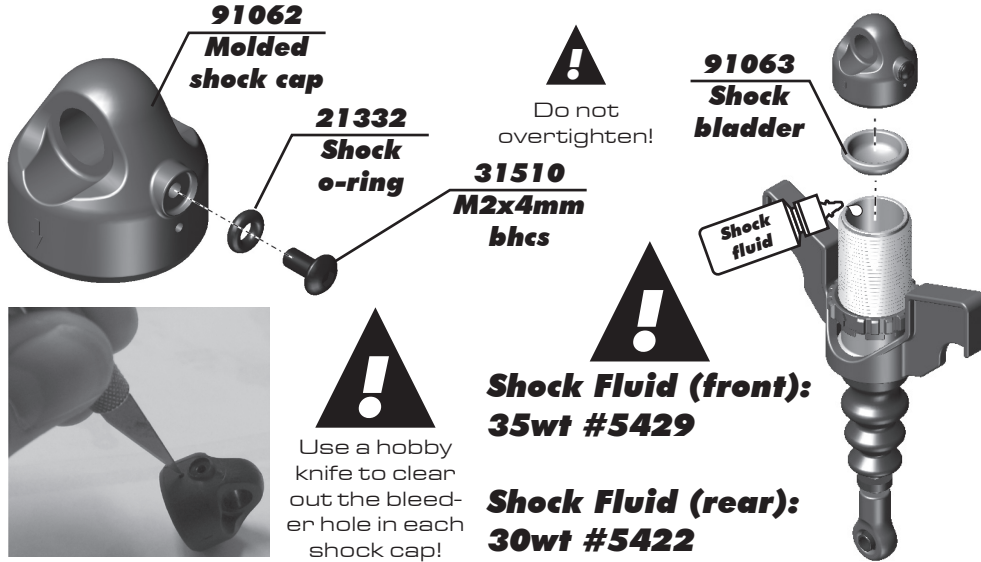 91062
Molded
shock cap
21332
Shock
o-ring
31510
M2x4mm
bhcs
!
Do not
overtighten!
91063
Shock
bladder
Shock
fluid
!
Use a hobby
knife to clear
out the bleed-
er hole in each
shock cap!
!
Shock Fluid (front):
35wt #5429
Shock Fluid (rear):
30wt #5422